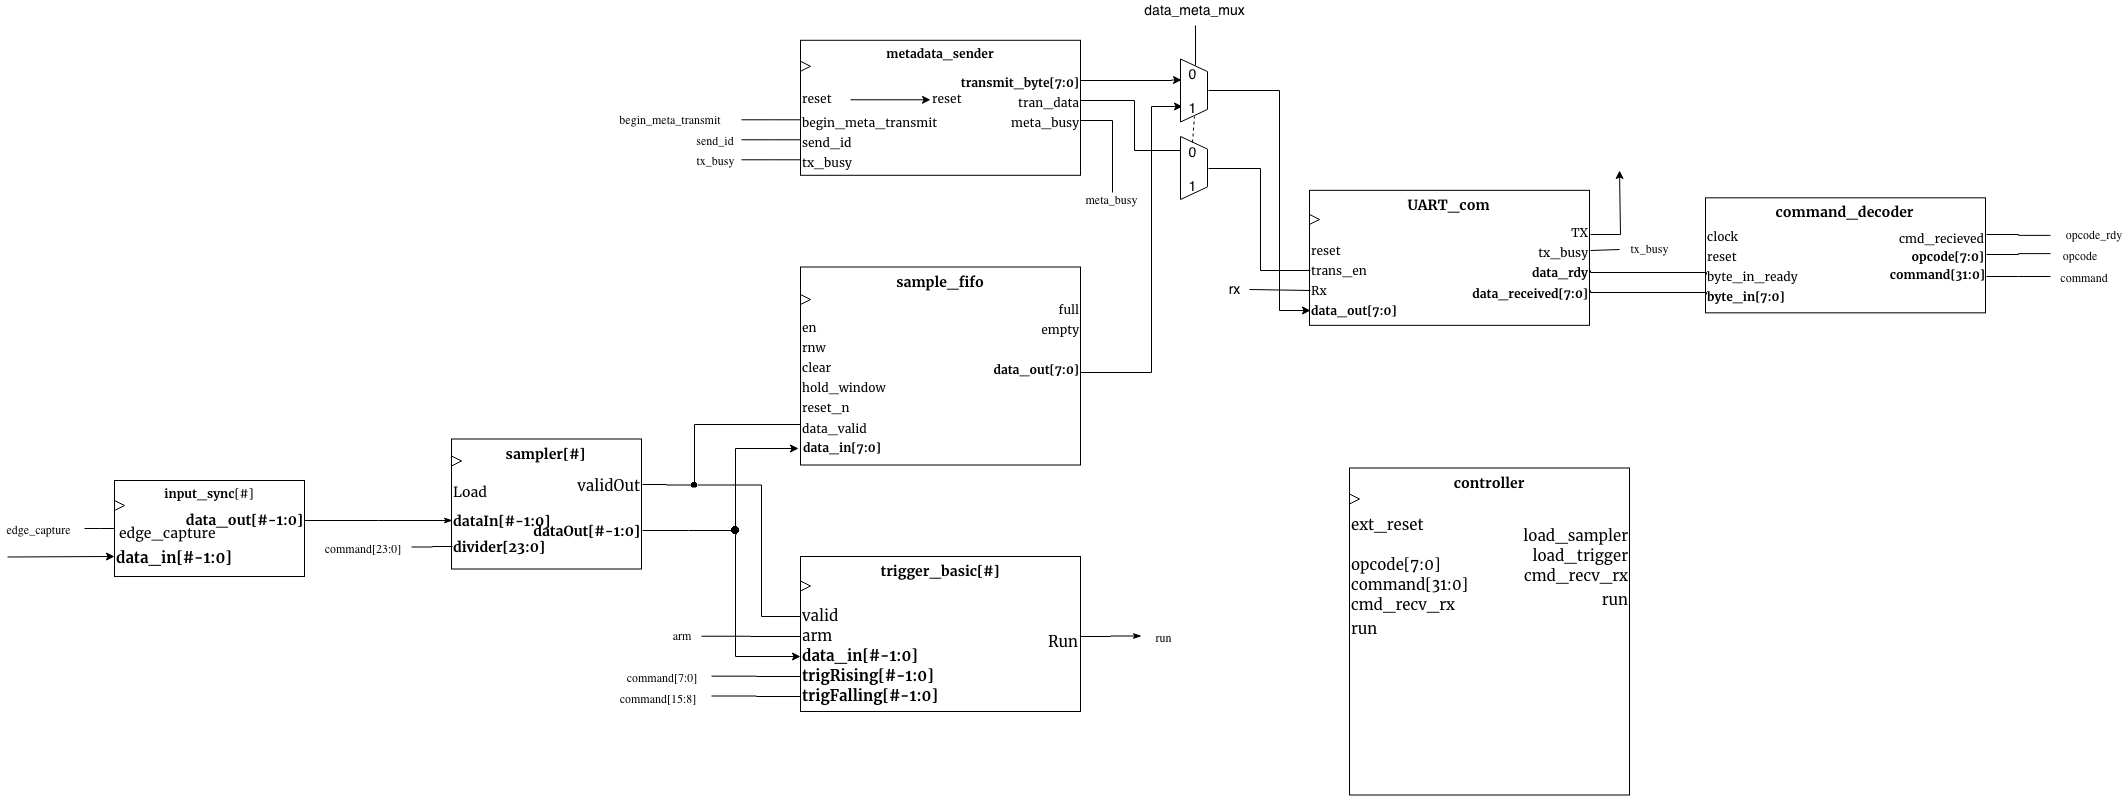 data_meta_mux
metadata_sender
transmit_byte[7:0]
reset
reset
tran_data
begin_meta_transmit
begin_meta_transmit
meta_busy
send_id
send_id
tx_busy
tx_busy
meta_busy
0
1
0
1
UART_com
TX
reset
tx_busy
tx_busy
trans_en
data_rdy
rx
Rx
data_received[7:0]
data_out[7:0]
command_decoder
clock
cmd_recieved
opcode_rdy
reset
opcode[7:0]
opcode
byte_in_ready
command[31:0]
command
byte_in[7:0]
sample_fifo
full
en
empty
rnw
clear
data_out[7:0]
hold_window
reset_n
data_valid
data_in[7:0]
sampler[#]
validOut
Load
dataIn[#-1:0]
dataOut[#-1:0]
command[23:0]
divider[23:0]
input_sync[#]
data_out[#-1:0]
edge_capture
edge_capture
data_in[#-1:0]
trigger_basic[#]
valid
arm
arm
Run
run
data_in[#-1:0]
command[7:0]
trigRising[#-1:0]
command[15:8]
trigFalling[#-1:0]
controller
ext_reset
load_sampler
load_trigger
opcode[7:0]
cmd_recv_rx
command[31:0]
run
cmd_recv_rx
run